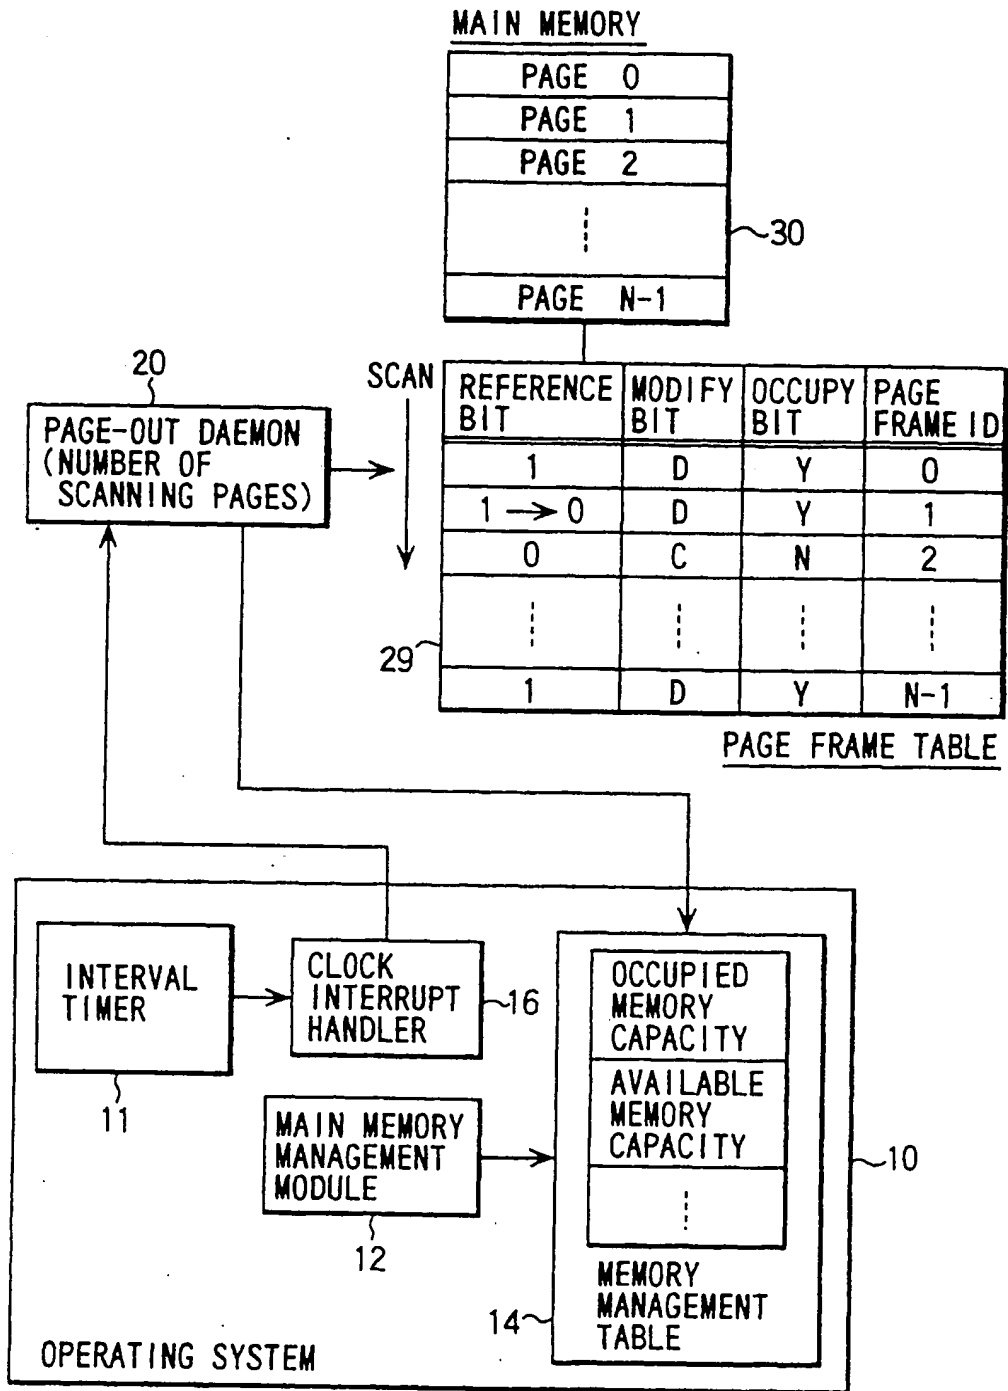 MAIN MEMORY
PAGE 0
PAGE 1
PAGE 2
PAGE N-1
30
20
SCAN
PAGE-OUT DAEMON
(NUMBER OF
SCANNING PAGES)
REFERENCE BIT MODIFY BIT OCCUPY BIT PAGE FRAME ID
1 D Y 0
1 → 0 D Y 1
0 C N 2
29
1 D Y N-1
PAGE FRAME TABLE
INTERVAL
TIMER
11
CLOCK
INTERRUPT
HANDLER
16
MAIN MEMORY
MANAGEMENT
MODULE
12
OCCUPIED
MEMORY
CAPACITY
AVAILABLE
MEMORY
CAPACITY
10
14
MEMORY
MANAGEMENT
TABLE
OPERATING SYSTEM